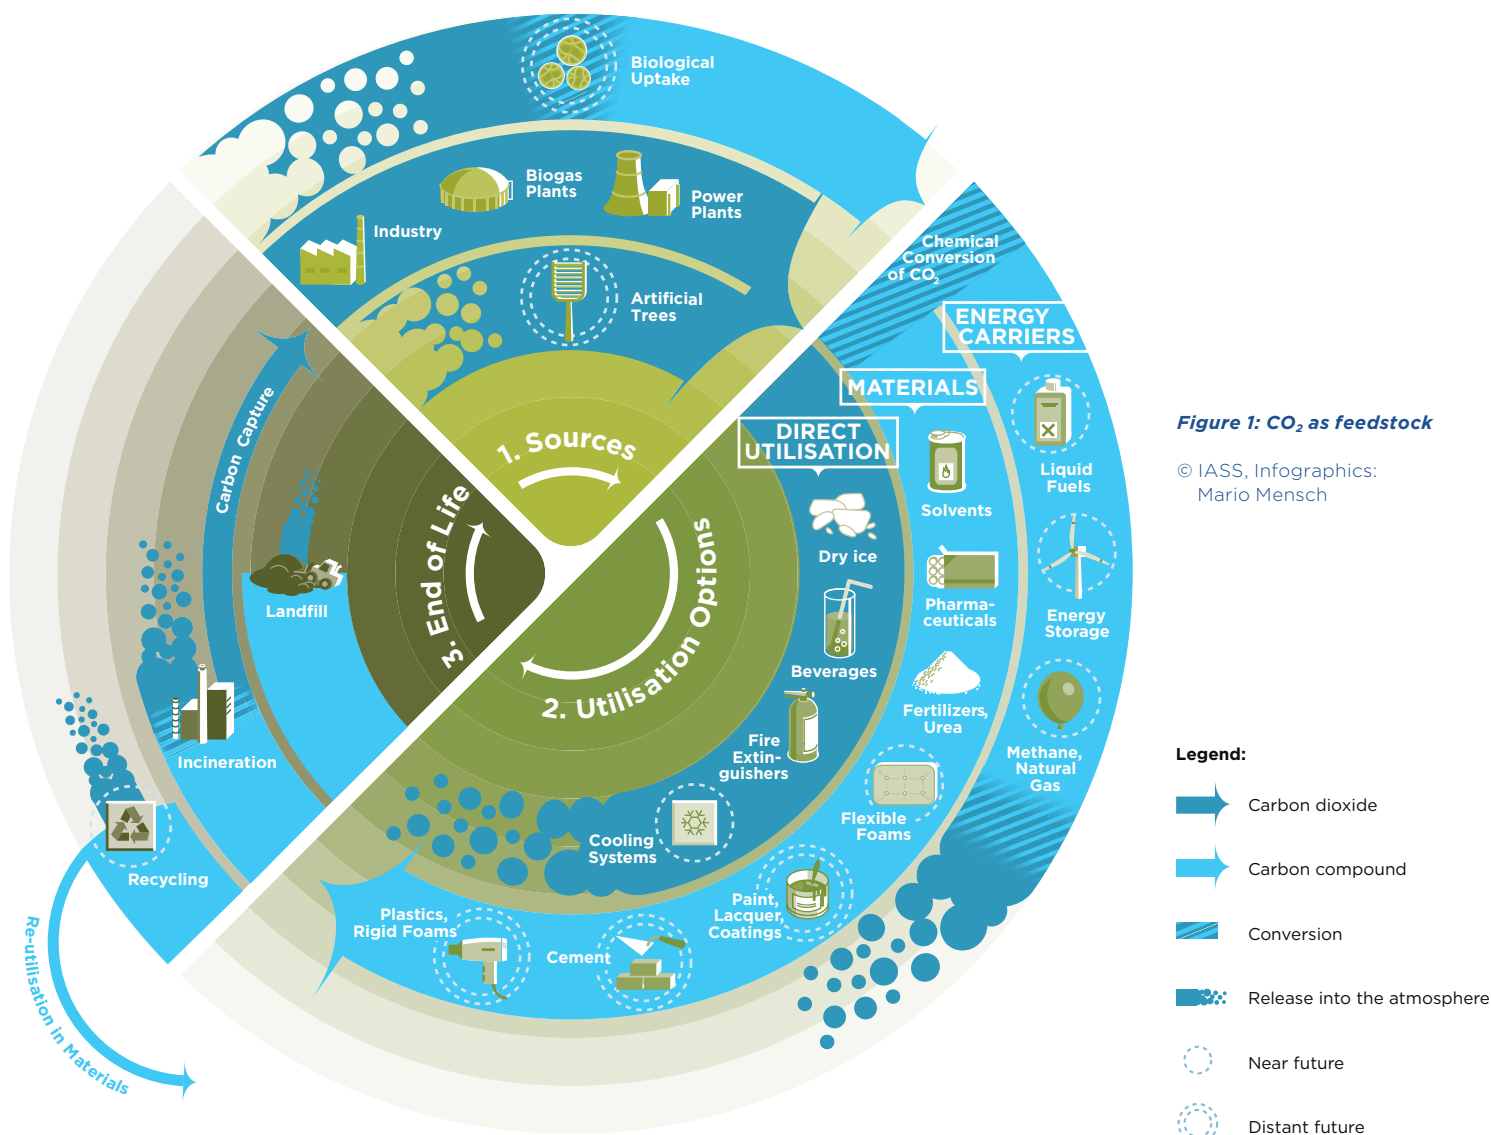 Biological
Uptake
Biogas
Plants
Power
Plants
Industry
Artificial
Trees
1. Sources
Chemical
Conversion
of CO2
ENERGY
CARRIERS
MATERIALS
DIRECT
UTILISATION
Liquid
Fuels
Solvents
Dry ice
Energy
Storage
Pharma-
ceuticals
Beverages
Fertilizers,
Urea
Methane,
Natural
Gas
Fire
Extin-
guishers
Flexible
Foams
Cooling
Systems
Paint,
Lacquer,
Coatings
Cement
Plastics,
Rigid Foams
2. Utilisation Options
3. End of Life
Carbon Capture
Landfill
Incineration
Recycling
Re-utilisation in Materials
Figure 1: CO2 as feedstock
© IASS, Infographics:
Mario Mensch
Legend:
Carbon dioxide
Carbon compound
Conversion
Release into the atmosphere
Near future
Distant future